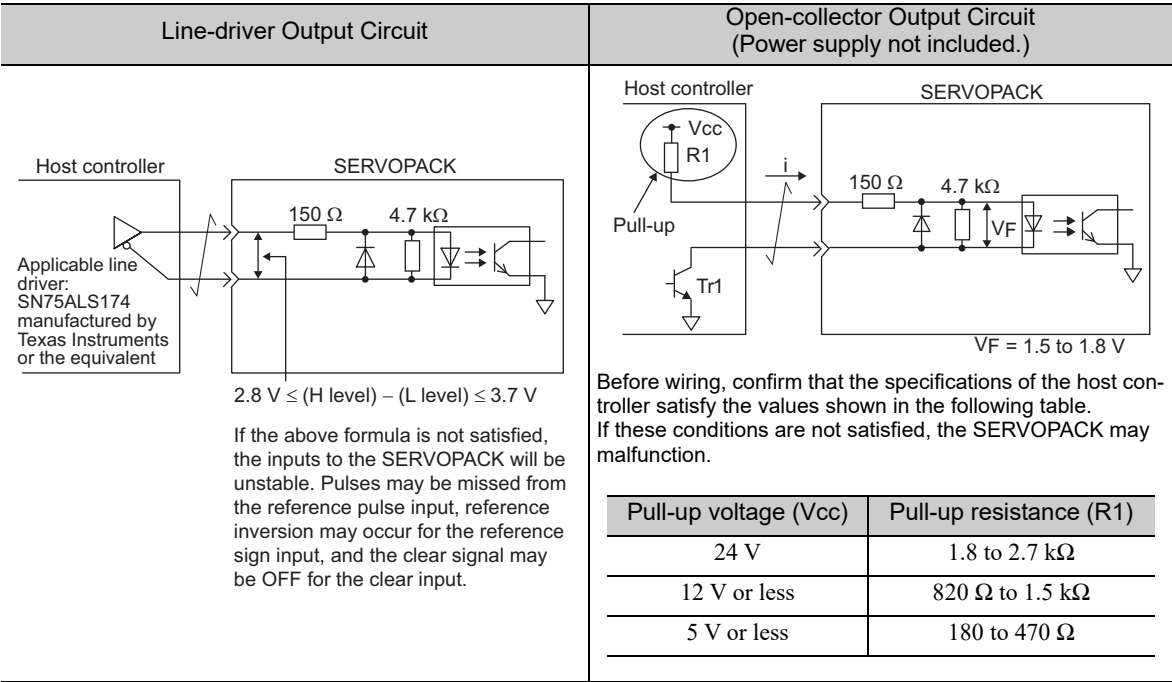 Line-driver Output Circuit
Open-collector Output Circuit
(Power supply not included.)
Host controller
SERVOPACK
150 Ω
4.7 kΩ
Applicable line
driver:
SN75ALS174
manufactured by
Texas Instruments
or the equivalent
2.8 V ≤ (H level) – (L level) ≤ 3.7 V
If the above formula is not satisfied,
the inputs to the SERVOPACK will be
unstable. Pulses may be missed from
the reference pulse input, reference
inversion may occur for the reference
sign input, and the clear signal may
be OFF for the clear input.
Host controller
SERVOPACK
Vcc
R1
i
150 Ω
4.7 kΩ
Pull-up
VF
Tr1
VF = 1.5 to 1.8 V
Before wiring, confirm that the specifications of the host con-
troller satisfy the values shown in the following table.
If these conditions are not satisfied, the SERVOPACK may
malfunction.
Pull-up voltage (Vcc) Pull-up resistance (R1)
24 V 1.8 to 2.7 kΩ
12 V or less 820 Ω to 1.5 kΩ
5 V or less 180 to 470 Ω